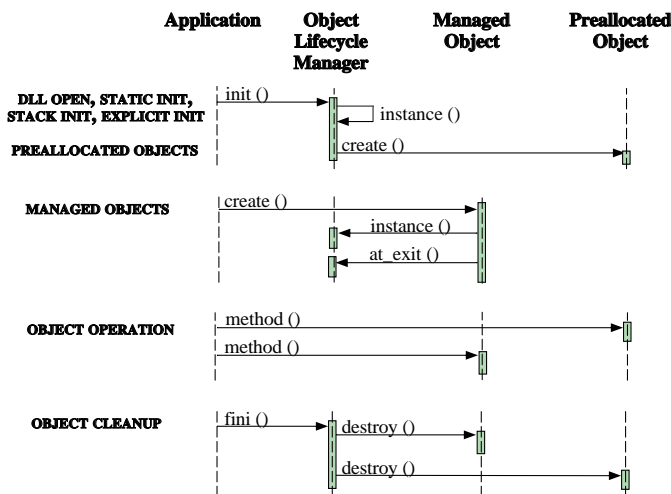 Application
Object
Lifecycle
Manager
Managed
Object
Preallocated
Object
DLL OPEN, STATIC INIT,
STACK INIT, EXPLICIT INIT
init ()
instance ()
PREALLOCATED OBJECTS
create ()
MANAGED OBJECTS
create ()
instance ()
at_exit ()
OBJECT OPERATION
method ()
method ()
OBJECT CLEANUP
fini ()
destroy ()
destroy ()